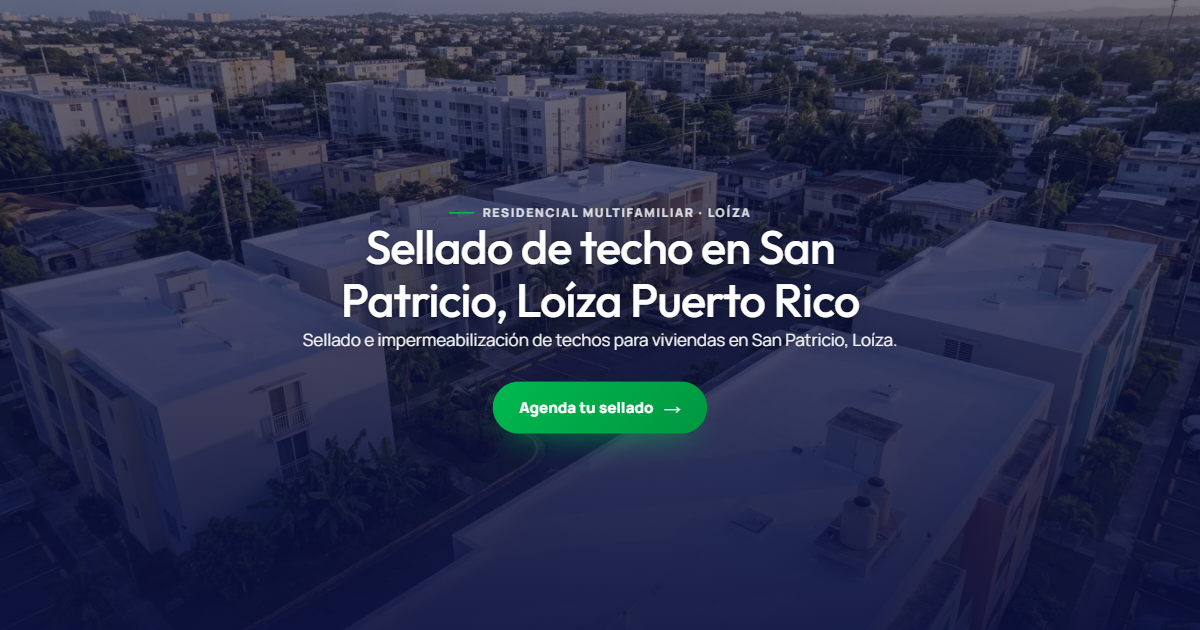 RESIDENCIAL MULTIFAMILIAR · LOÍZA
Sellado de techo en San
Patricio, Loíza Puerto Rico
Sellado e impermeabilización de techos para viviendas en San Patricio, Loíza.
Agenda tu sellado →